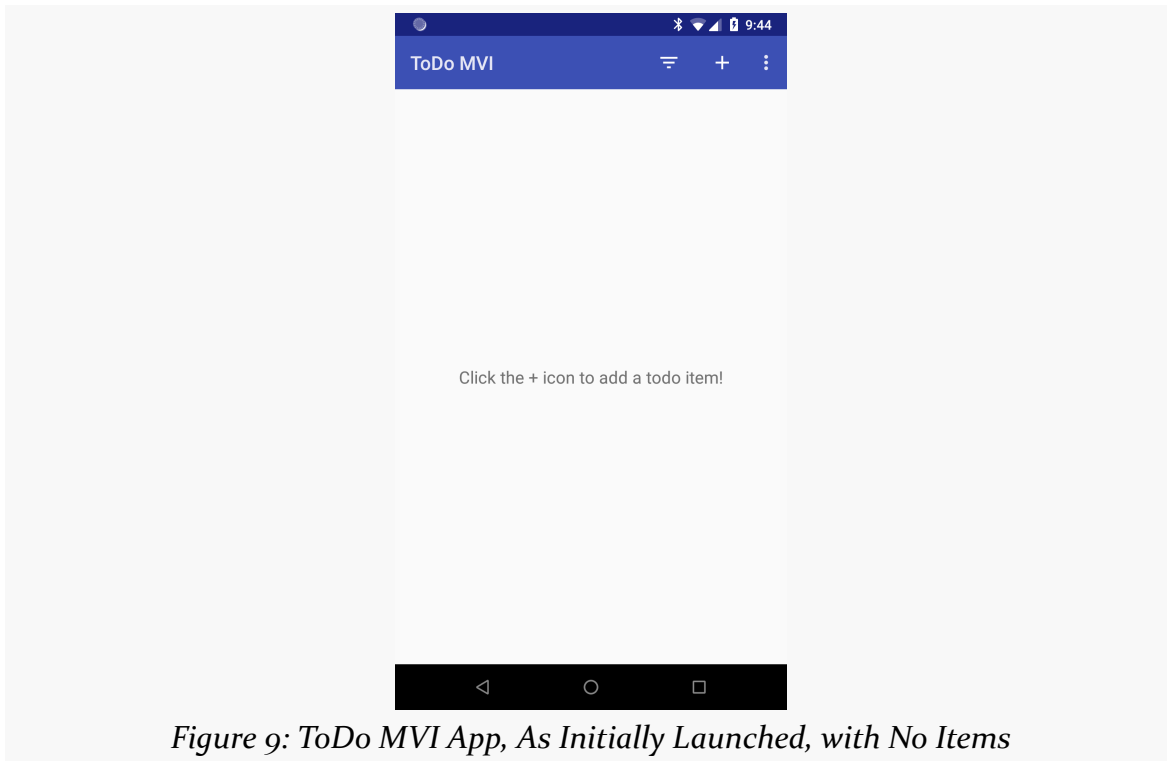 9:44
ToDo MVI
Click the + icon to add a todo item!
Figure 9: ToDo MVI App, As Initially Launched, with No Items